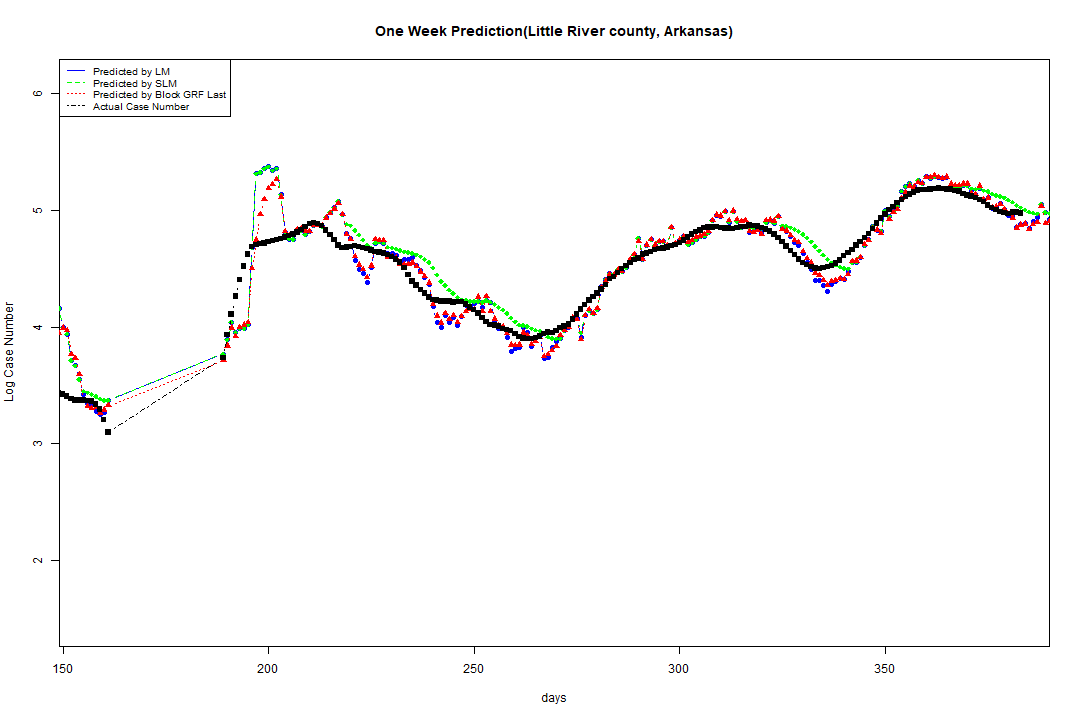 One Week Prediction(Little River county, Arkansas)
Predicted by LM
Predicted by SLM
Predicted by Block GRF Last
Actual Case Number
6
5
4
3
2
Log Case Number
150
200
250
300
350
days